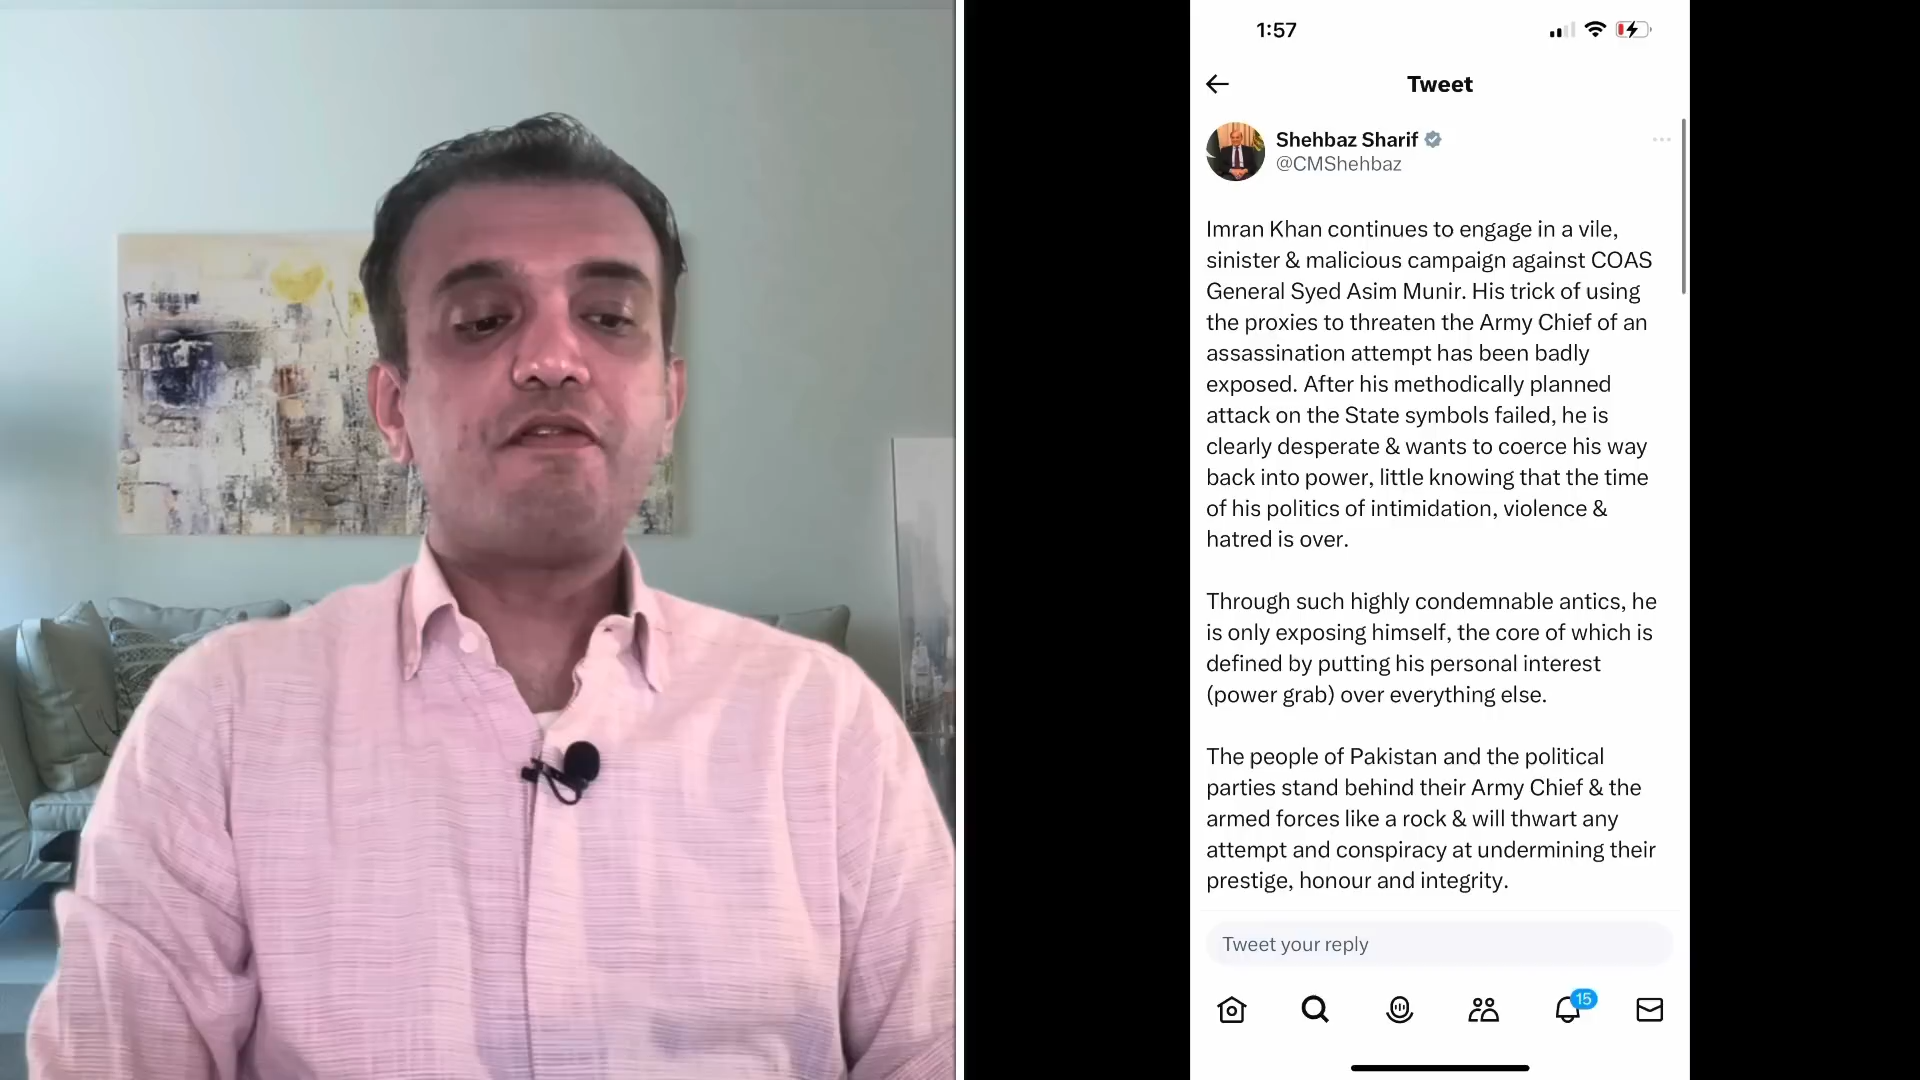 1:57
Tweet
Shehbaz Sharif
@CMShehbaz
Imran Khan continues to engage in a vile,
sinister & malicious campaign against COAS
General Syed Asim Munir. His trick of using
the proxies to threaten the Army Chief of an
assassination attempt has been badly
exposed. After his methodically planned
attack on the State symbols failed, he is
clearly desperate & wants to coerce his way
back into power, little knowing that the time
of his politics of intimidation, violence &
hatred is over.
Through such highly condemnable antics, he
is only exposing himself, the core of which is
defined by putting his personal interest
(power grab) over everything else.
The people of Pakistan and the political
parties stand behind their Army Chief & the
armed forces like a rock & will thwart any
attempt and conspiracy at undermining their
prestige, honour and integrity.
Tweet your reply
15